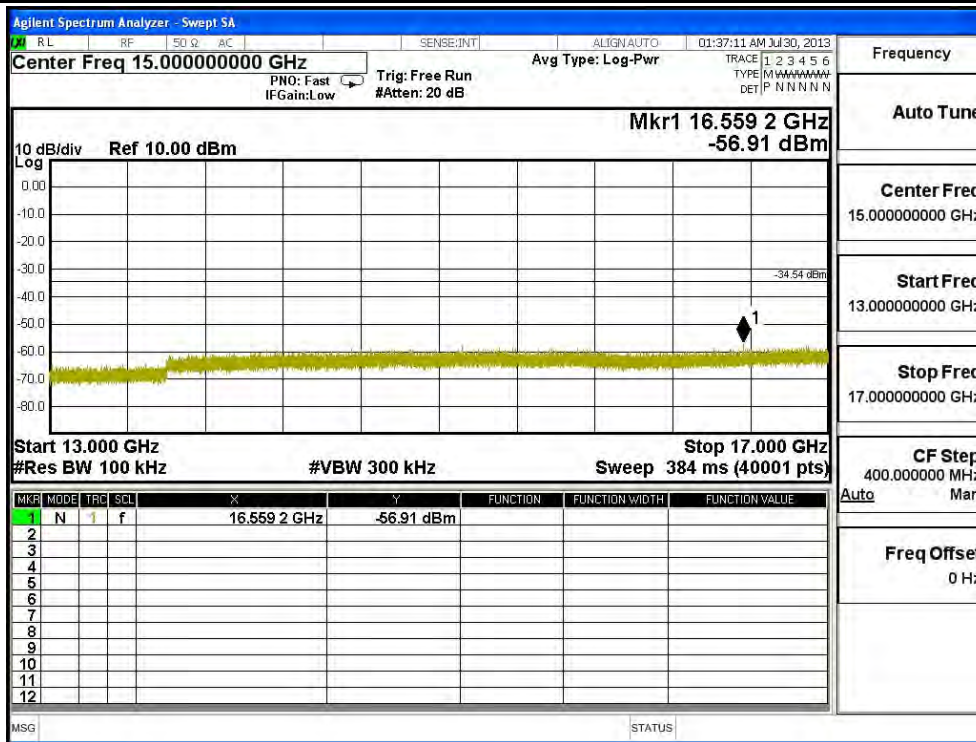 Agilent Spectrum Analyzer - Swept SA
RL RF 50 Ω AC SENSE:INT ALIGN AUTO 01:37:11 AM Jul 30, 2013
Center Freq 15.000000000 GHz
PNO: Fast
IFGain:Low
Trig: Free Run
#Atten: 20 dB
Avg Type: Log-Pwr
TRACE 1 2 3 4 5 6
TYPE M
DET P N N N N N
Mkr1 16.559 2 GHz
-56.91 dBm
10 dB/div Ref 10.00 dBm
Log
0.00
-10.0
-20.0
-30.0
-34.54 dBm
-40.0
-50.0
1
-60.0
-70.0
-80.0
Start 13.000 GHz Stop 17.000 GHz
#Res BW 100 kHz #VBW 300 kHz Sweep 384 ms (40001 pts)
MKR MODE TRC SCL X Y FUNCTION FUNCTION WIDTH FUNCTION VALUE
1 N 1 f 16.559 2 GHz -56.91 dBm
2
3
4
5
6
7
8
9
10
11
12
MSG STATUS
Frequency
Auto Tune
Center Freq
15.000000000 GHz
Start Freq
13.000000000 GHz
Stop Freq
17.000000000 GHz
CF Step
400.000000 MHz
Auto Man
Freq Offset
0 Hz